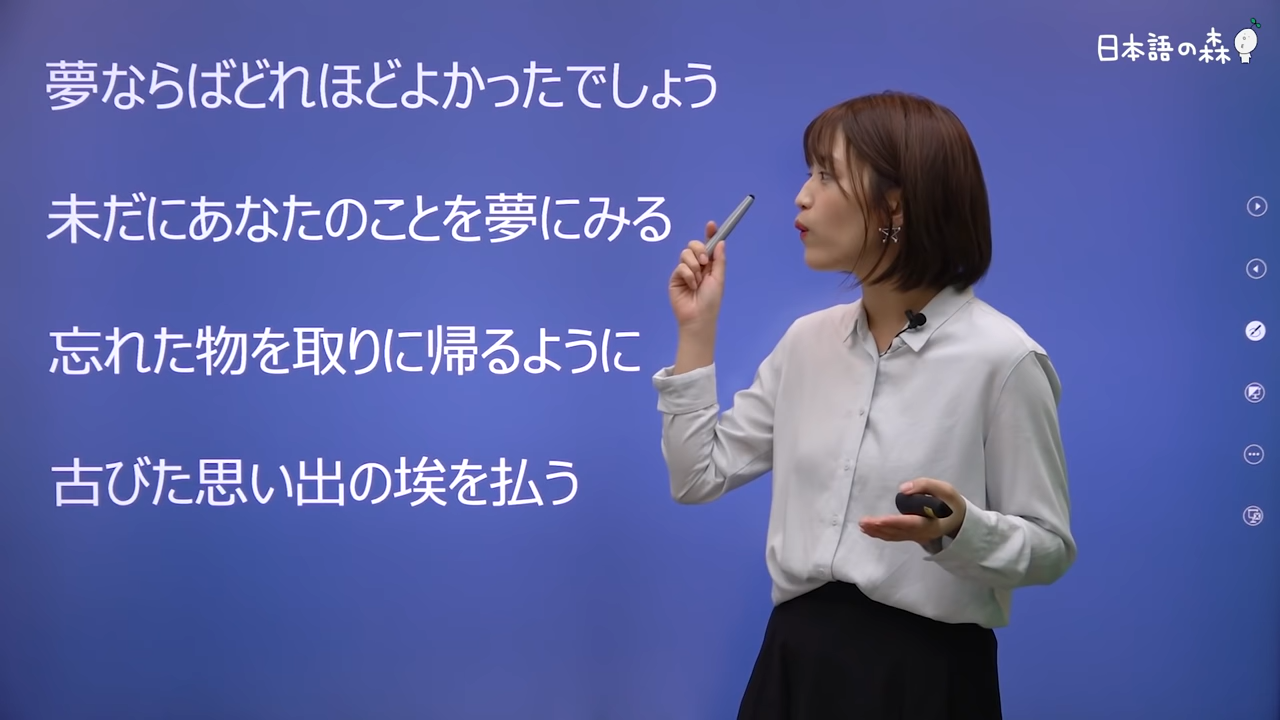 日本語の森
夢ならばどれほどよかったでしょう
未だにあなたのことを夢にみる
忘れた物を取りに帰るように
古びた思い出の埃を払う